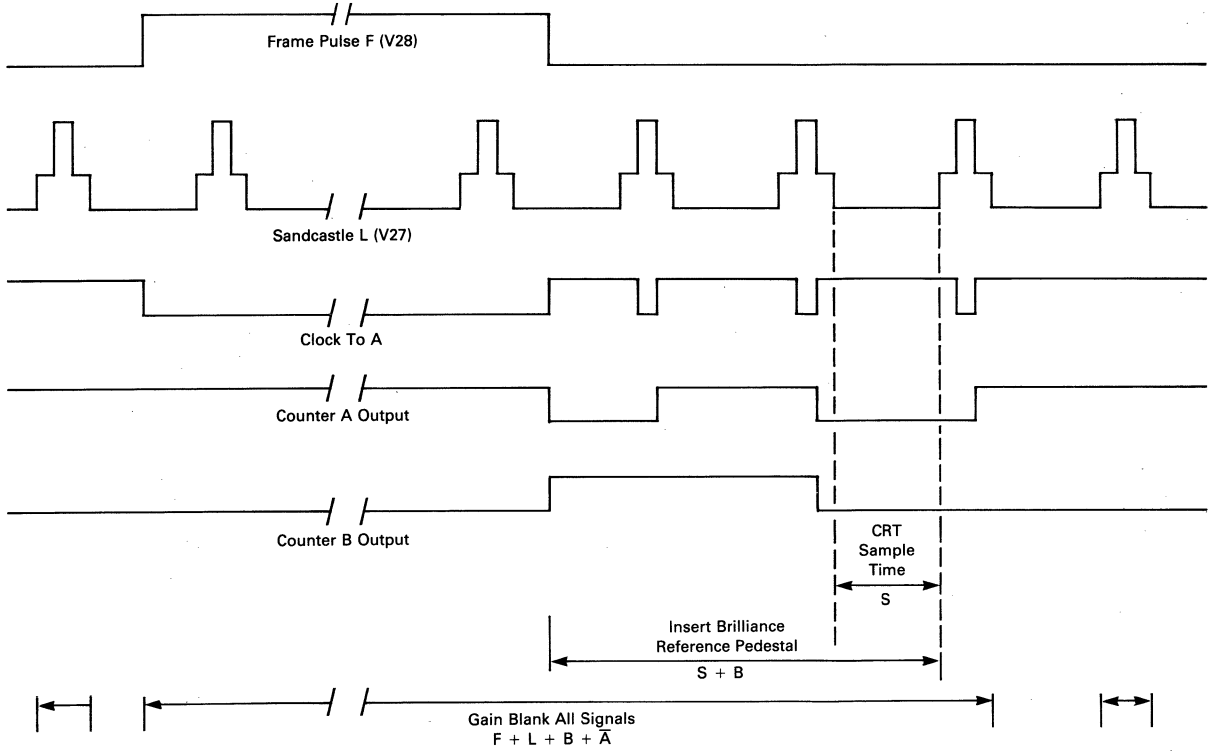 Frame Pulse F (V28)
Sandcastle L (V27)
Clock To A
Counter A Output
Counter B Output
CRT
Sample
Time
S
Insert Brilliance
Reference Pedestal
S + B
Gain Blank All Signals
F + L + B + A̅